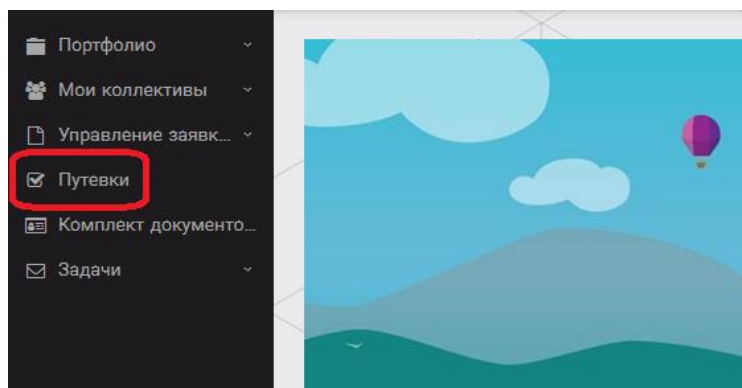 Портфолио
Мои коллективы
Управление заявк...
Путевки
Комплект документо...
Задачи